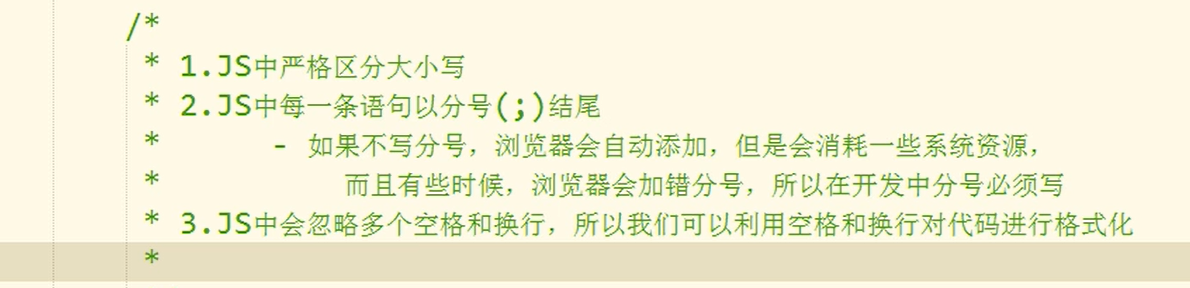 /*
* 1.JS中严格区分大小写
* 2.JS中每一条语句以分号(;)结尾
* - 如果不写分号，浏览器会自动添加，但是会消耗一些系统资源，
* 而且有些时候，浏览器会加错分号，所以在开发中分号必须写
* 3.JS中会忽略多个空格和换行，所以我们可以利用空格和换行对代码进行格式化
*